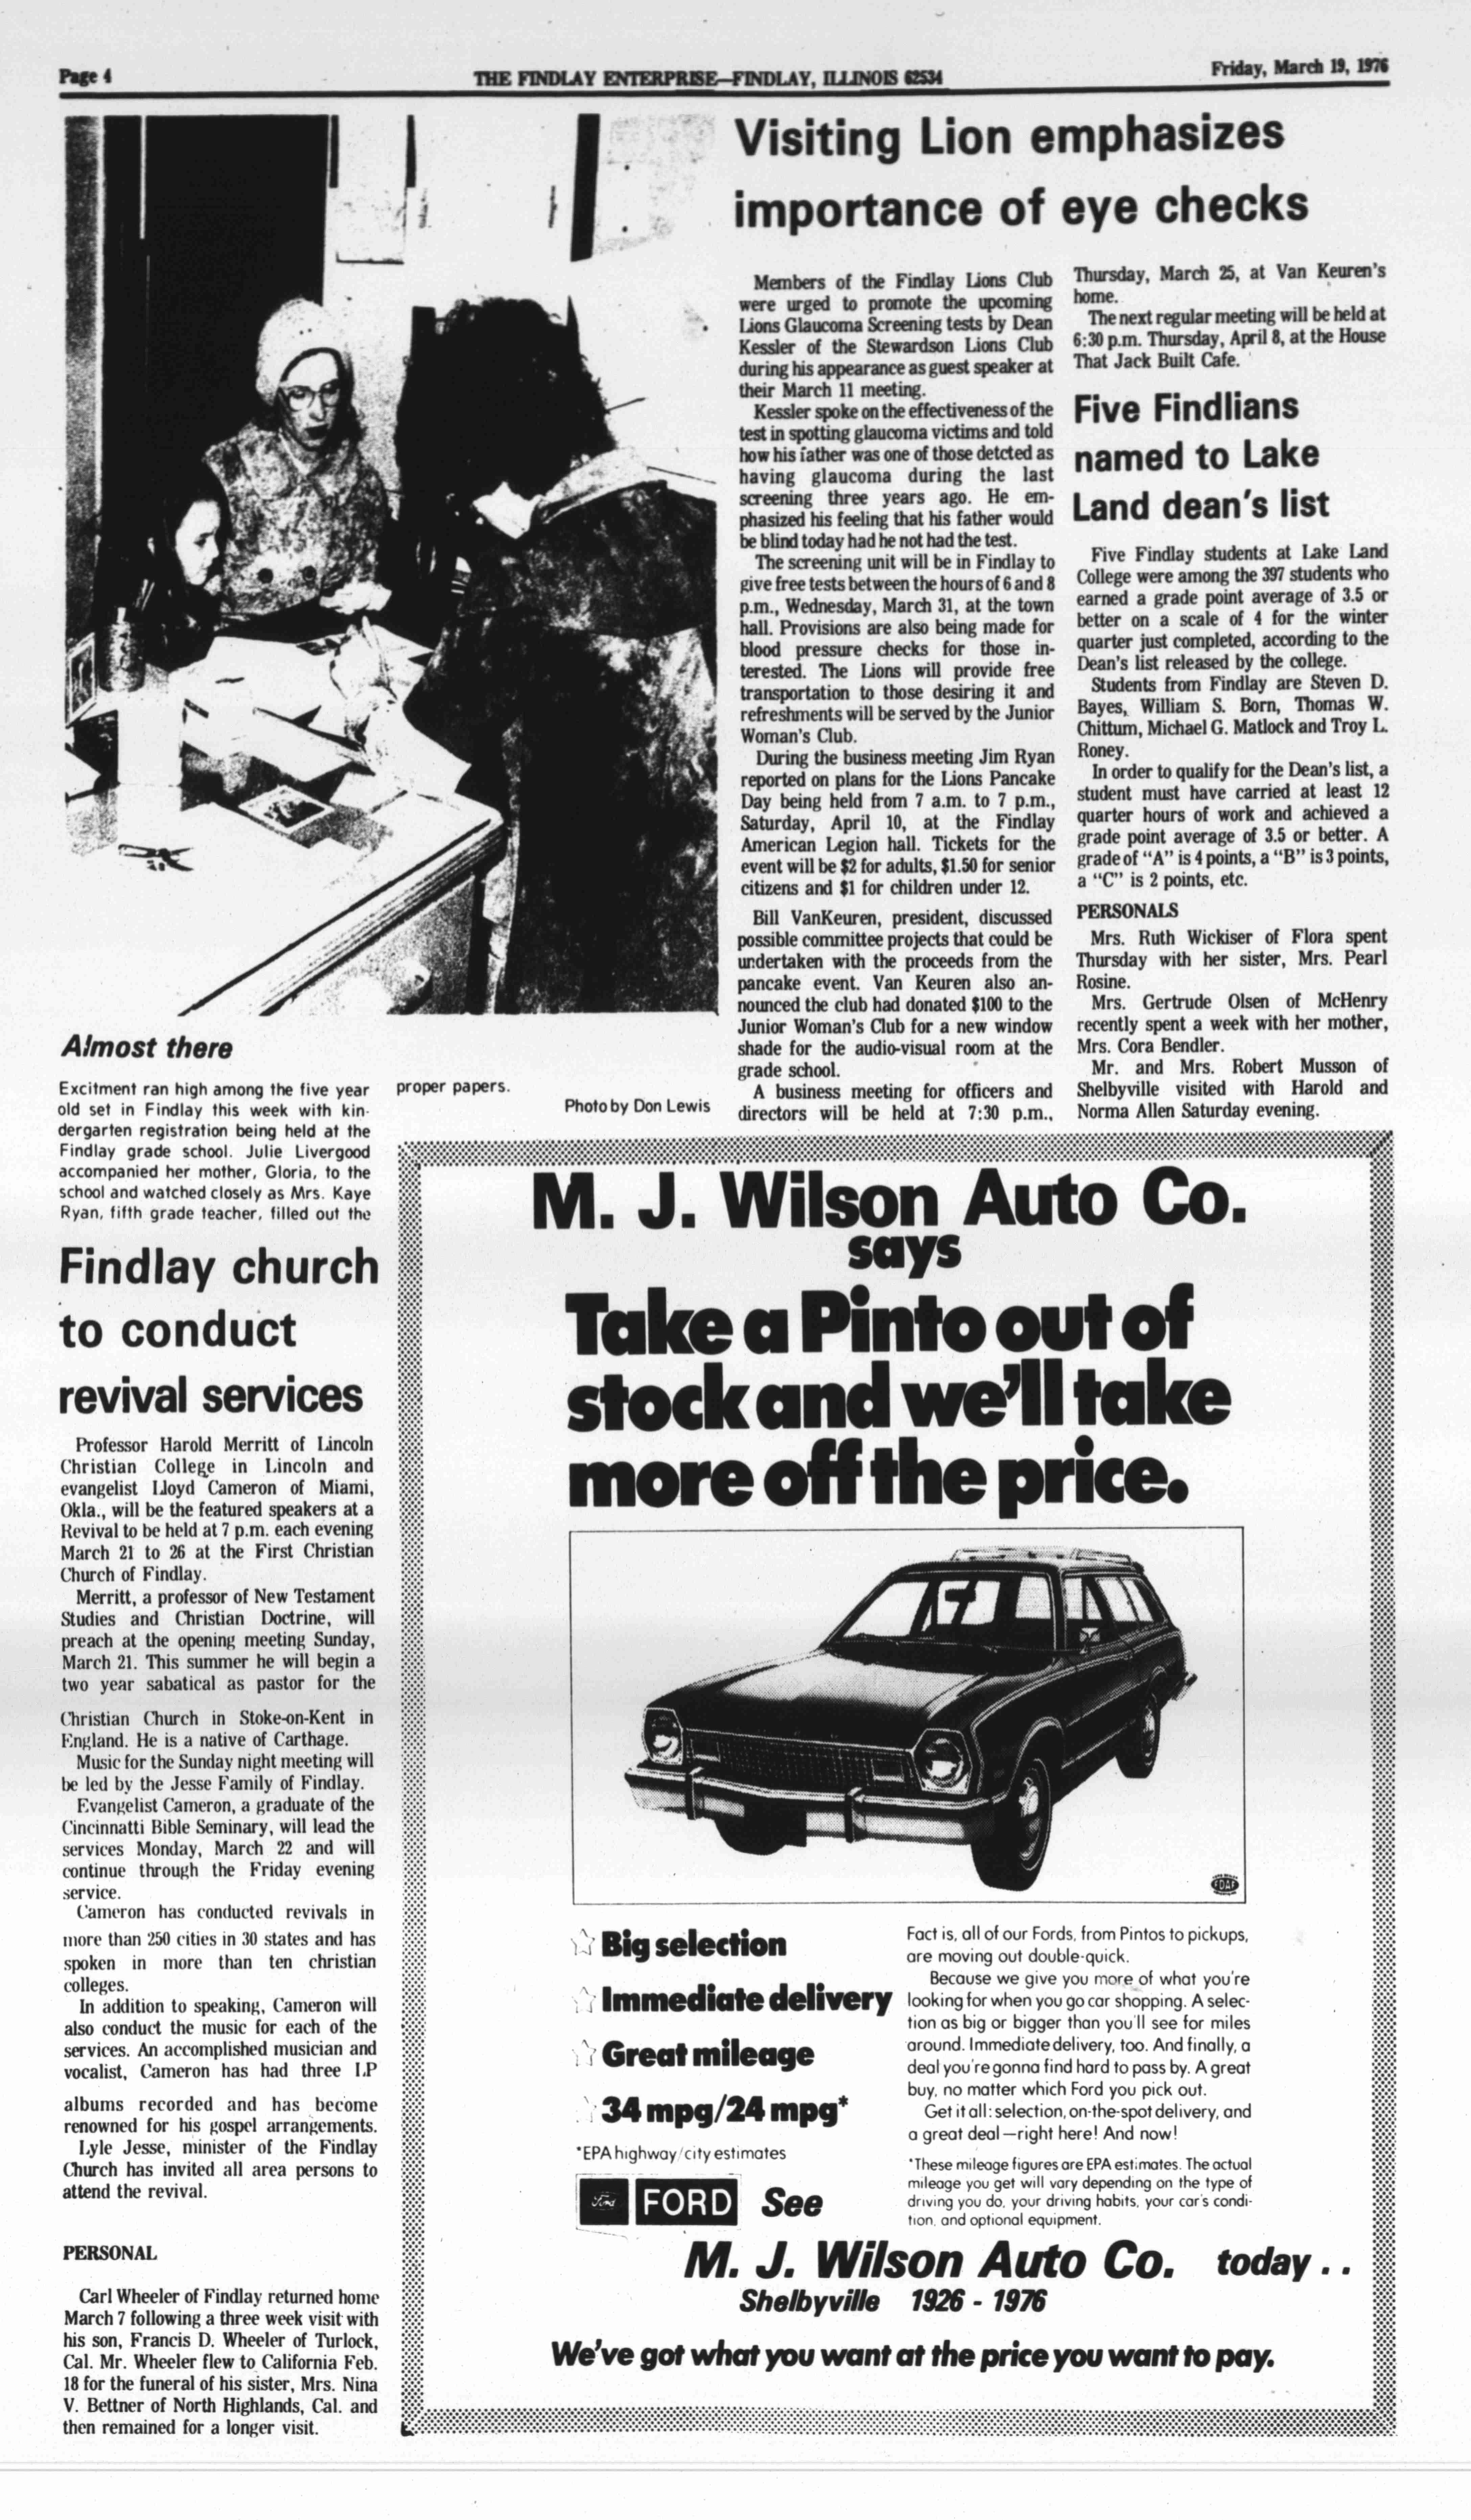 Page 4
THE FINDLAY ENTERPRISE—FINDLAY, ILLINOIS 62534
Friday, March 19, 1976
Almost there
Excitment ran high among the five year
old set in Findlay this week with kin-
dergarten registration being held at the
Findlay grade school. Julie Livergood
accompanied her mother, Gloria, to the
school and watched closely as Mrs. Kaye
Ryan, fifth grade teacher, filled out the
proper papers.
Photo by Don Lewis
Visiting Lion emphasizes
importance of eye checks
Members of the Findlay Lions Club
were urged to promote the upcoming
Lions Glaucoma Screening tests by Dean
Kessler of the Stewardson Lions Club
during his appearance as guest speaker at
their March 11 meeting.
Kessler spoke on the effectiveness of the
test in spotting glaucoma victims and told
how his father was one of those detcted as
having glaucoma during the last
screening three years ago. He em-
phasized his feeling that his father would
be blind today had he not had the test.
The screening unit will be in Findlay to
give free tests between the hours of 6 and 8
p.m., Wednesday, March 31, at the town
hall. Provisions are also being made for
blood pressure checks for those in-
terested. The Lions will provide free
transportation to those desiring it and
refreshments will be served by the Junior
Woman's Club.
During the business meeting Jim Ryan
reported on plans for the Lions Pancake
Day being held from 7 a.m. to 7 p.m.,
Saturday, April 10, at the Findlay
American Legion hall. Tickets for the
event will be $2 for adults, $1.50 for senior
citizens and $1 for children under 12.
Bill VanKeuren, president, discussed
possible committee projects that could be
undertaken with the proceeds from the
pancake event. Van Keuren also an-
nounced the club had donated $100 to the
Junior Woman's Club for a new window
shade for the audio-visual room at the
grade school.
A business meeting for officers and
directors will be held at 7:30 p.m.,
Thursday, March 25, at Van Keuren's
home.
The next regular meeting will be held at
6:30 p.m. Thursday, April 8, at the House
That Jack Built Cafe.
Five Findlians
named to Lake
Land dean's list
Five Findlay students at Lake Land
College were among the 397 students who
earned a grade point average of 3.5 or
better on a scale of 4 for the winter
quarter just completed, according to the
Dean's list released by the college.
Students from Findlay are Steven D.
Bayes, William S. Born, Thomas W.
Chittum, Michael G. Matlock and Troy L.
Roney.
In order to qualify for the Dean's list, a
student must have carried at least 12
quarter hours of work and achieved a
grade point average of 3.5 or better. A
grade of "A" is 4 points, a "B" is 3 points,
a "C" is 2 points, etc.
PERSONALS
Mrs. Ruth Wickiser of Flora spent
Thursday with her sister, Mrs. Pearl
Rosine.
Mrs. Gertrude Olsen of McHenry
recently spent a week with her mother,
Mrs. Cora Bendler.
Mr. and Mrs. Robert Musson of
Shelbyville visited with Harold and
Norma Allen Saturday evening.
Findlay church
to conduct
revival services
Professor Harold Merritt of Lincoln
Christian College in Lincoln and
evangelist Lloyd Cameron of Miami,
Okla., will be the featured speakers at a
Revival to be held at 7 p.m. each evening
March 21 to 26 at the First Christian
Church of Findlay.
Merritt, a professor of New Testament
Studies and Christian Doctrine, will
preach at the opening meeting Sunday,
March 21. This summer he will begin a
two year sabatical as pastor for the
Christian Church in Stoke-on-Kent in
England. He is a native of Carthage.
Music for the Sunday night meeting will
be led by the Jesse Family of Findlay.
Evangelist Cameron, a graduate of the
Cincinnatti Bible Seminary, will lead the
services Monday, March 22 and will
continue through the Friday evening
service.
Cameron has conducted revivals in
more than 250 cities in 30 states and has
spoken in more than ten christian
colleges.
In addition to speaking, Cameron will
also conduct the music for each of the
services. An accomplished musician and
vocalist, Cameron has had three LP
albums recorded and has become
renowned for his gospel arrangements.
Lyle Jesse, minister of the Findlay
Church has invited all area persons to
attend the revival.
PERSONAL
Carl Wheeler of Findlay returned home
March 7 following a three week visit with
his son, Francis D. Wheeler of Turlock,
Cal. Mr. Wheeler flew to California Feb.
18 for the funeral of his sister, Mrs. Nina
V. Bettner of North Highlands, Cal. and
then remained for a longer visit.
M. J. Wilson Auto Co.
says
Take a Pinto out of
stock and we'll take
more off the price.
FDAF
Big selection
Immediate delivery
Great mileage
34 mpg/24 mpg*
*EPA highway/city estimates
Ford FORD See
Fact is, all of our Fords, from Pintos to pickups,
are moving out double-quick.
Because we give you more of what you're
looking for when you go car shopping. A selec-
tion as big or bigger than you'll see for miles
around. Immediate delivery, too. And finally, a
deal you're gonna find hard to pass by. A great
buy, no matter which Ford you pick out.
Get it all: selection, on-the-spot delivery, and
a great deal—right here! And now!
*These mileage figures are EPA estimates. The actual
mileage you get will vary depending on the type of
driving you do, your driving habits, your car's condi-
tion, and optional equipment.
M. J. Wilson Auto Co. today . .
Shelbyville 1926 - 1976
We've got what you want at the price you want to pay.